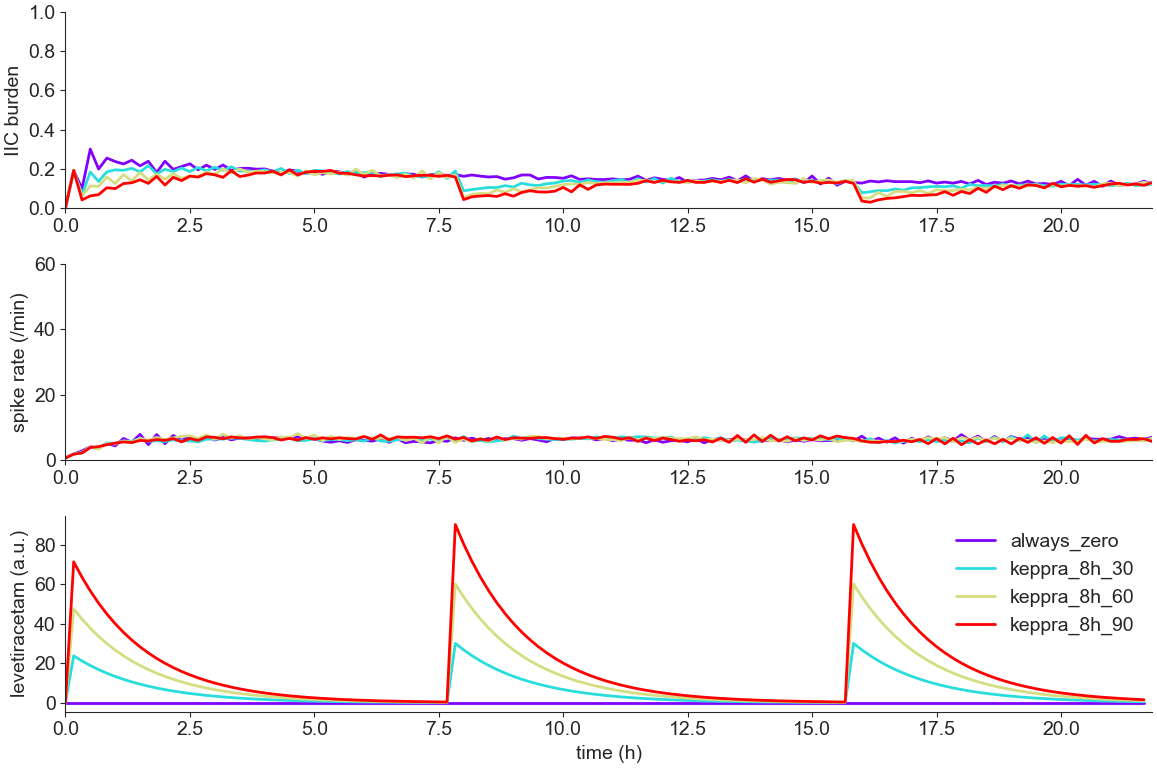 1.0
0.8
0.6
0.4
0.2
0.0
IIC burden
0.0 2.5 5.0 7.5 10.0 12.5 15.0 17.5 20.0
60
40
20
0
spike rate (/min)
0.0 2.5 5.0 7.5 10.0 12.5 15.0 17.5 20.0
80
60
40
20
0
levetiracetam (a.u.)
always_zero
keppra_8h_30
keppra_8h_60
keppra_8h_90
0.0 2.5 5.0 7.5 10.0 12.5 15.0 17.5 20.0
time (h)